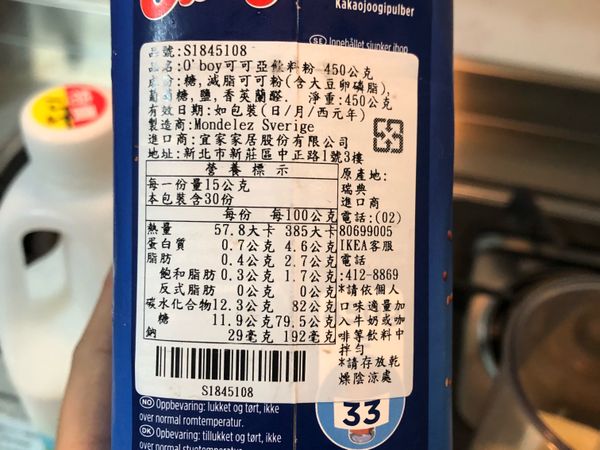 Kakaojoogipulber
SE Innehållet sjunker ihop
品號:S1845108
品名:O'boy可可亞飲料粉 450公克
成份:糖,減脂可可粉(含大豆卵磷脂),
葡萄糖,鹽,香莢蘭醛. 淨重:450公克
有效日期:如包裝(日/月/西元年)
製造商:Mondelez Sverige
進口商:宜家家居股份有限公司
地址:新北市新莊區中正路1號3樓
營養標示
每一份量15公克
本包裝含30份
每份 每100公克
熱量 57.8大卡 385大卡
蛋白質 0.7公克 4.6公克
脂肪 0.4公克 2.7公克
飽和脂肪 0.3公克 1.7公克
反式脂肪 0公克 0公克
碳水化合物12.3公克 82公克
糖 11.9公克 79.5公克
鈉 29毫克 192毫克
原產地:
瑞典
進口商
電話:(02)
80699005
IKEA客服
電話
:412-8869
*請依個人
口味適量加
入牛奶或咖
啡等飲料中
拌勻
*請存放乾
燥陰涼處
S1845108
NO Oppbevaring: lukket og tørt, ikke
over normal romtemperatur.
DK Opbevaring: tillukket og tørt, ikke
over normal stuetemperatur
33